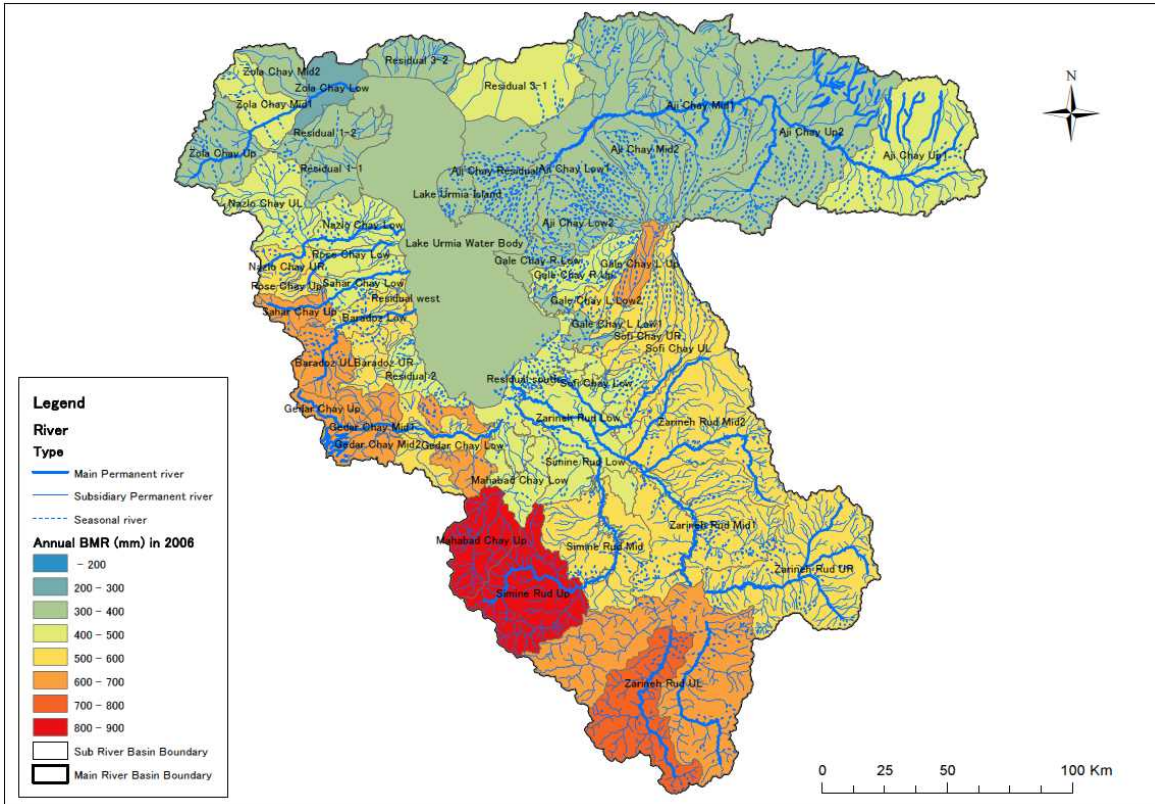 Residual 3-2
Zola Chay Mid2
Zola Chay Low
Residual 3-1
N
Zola Chay Mid1
Aji Chay Mid1
Residual 1-2
Aji Chay Up2
Zola Chay Up
Aji Chay Mid2
Aji Chay Up1
Residual 1-1
Aji Chay Residual
Aji Chay Low1
Lake Urmia Island
Nazlo Chay UL
Nazlo Chay Low
Aji Chay Low2
Lake Urmia Water Body
Rose Chay Low
Gale Chay R Low
Gale Chay L Up
Nazlo Chay UR
Gale Chay R Up
Rose Chay Up
Sahar Chay Low
Residual west
Gale Chay L Low2
Sahar Chay Up
Baradoz Low
Gale Chay L Low1
Sofi Chay UR
Sofi Chay UL
Baradoz UL
Baradoz UR
Residual 2
Residual south
Sofi Chay Low
Gedar Chay Up
Zarineh Rud Low
Zarineh Rud Mid2
Gedar Chay Mid1
Gedar Chay Mid2
Gedar Chay Low
Simine Rud Low
Mahabad Chay Low
Zarineh Rud Mid1
Mahabad Chay Up
Simine Rud Mid
Zarineh Rud UR
Simine Rud Up
Zarineh Rud UL
Legend
River
Type
Main Permanent river
Subsidiary Permanent river
Seasonal river
Annual BMR (mm) in 2006
- 200
200 - 300
300 - 400
400 - 500
500 - 600
600 - 700
700 - 800
800 - 900
Sub River Basin Boundary
Main River Basin Boundary
0 25 50 100 Km